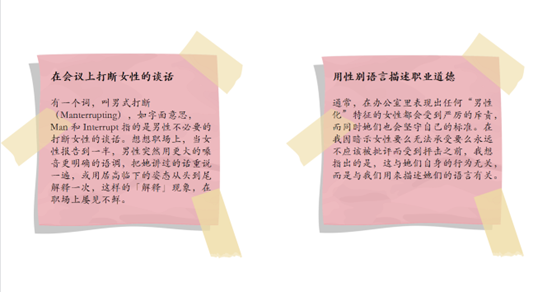 在会议上打断女性的谈话
有一个词，叫男式打断
（Manterrupting），如字面意思，
Man 和 Interrupt 指的是男性不必要的
打断女性的谈话。想想职场上，当女
性报告到一半，男性突然用更大的嗓
音更明确的语调，把她讲过的话重说
一遍，或用居高临下的姿态从头到尾
解释一次，这样的「解释」现象，在
职场上屡见不鲜。
用性别语言描述职业道德
通常，在办公室里表现出任何“男性
化”特征的女性都会受到严厉的斥责，
而同时她们也会坚守自己的标准。在
我国暗示女性要么无法承受要么永远
不应该被批评而受到抨击之前，我想
指出的是，这与她们自身的行为无关，
而是与我们用来描述她们的语言有关。